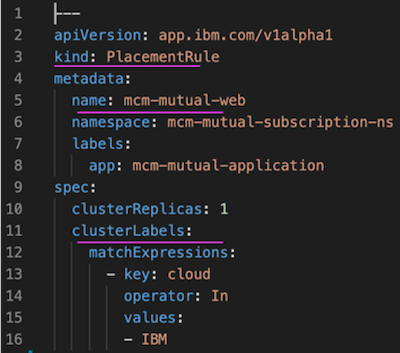 1 ---
2 apiVersion: app.ibm.com/v1alpha1
3 kind: PlacementRule
4 metadata:
5   name: mcm-mutual-web
6   namespace: mcm-mutual-subscription-ns
7   labels:
8     app: mcm-mutual-application
9 spec:
10   clusterReplicas: 1
11   clusterLabels:
12     matchExpressions:
13       - key: cloud
14         operator: In
15         values:
16         - IBM